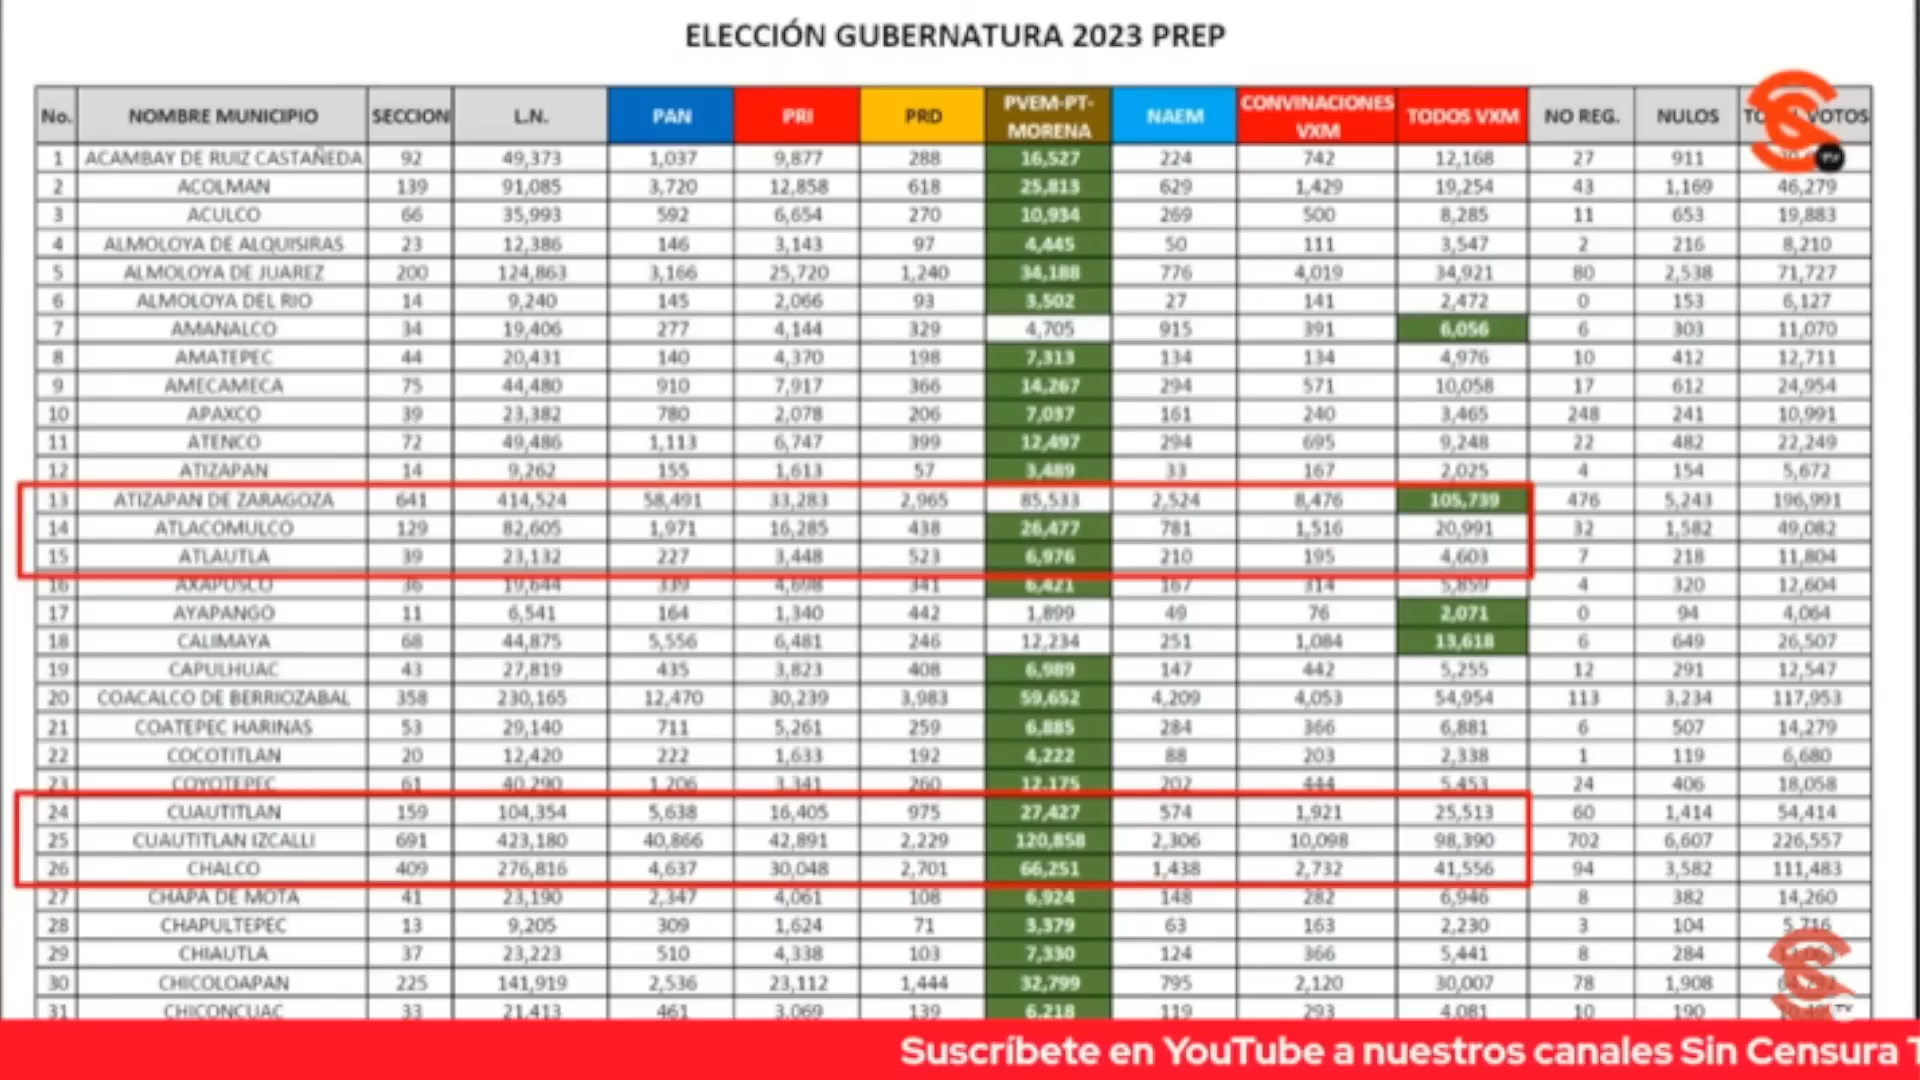 ELECCIÓN GUBERNATURA 2023 PREP
No. NOMBRE MUNICIPIO SECCION L.N. PAN PRI PRD PVEM-PT-MORENA NAEM CONVINACIONES VXM TODOS VXM NO REG. NULOS VOTOS
1 ACAMBAY DE RUIZ CASTAÑEDA 92 49,373 1,037 9,877 288 16,527 224 742 12,168 27 911
2 ACOLMAN 139 91,085 3,720 12,858 618 25,813 629 1,429 19,254 43 1,169 46,279
3 ACULCO 66 35,993 592 6,654 270 10,934 269 500 8,285 11 653 19,883
4 ALMOLOYA DE ALQUISIRAS 23 12,386 146 3,143 97 4,445 50 111 3,547 2 216 8,210
5 ALMOLOYA DE JUAREZ 200 124,863 3,166 25,720 1,240 34,188 776 4,019 34,921 80 2,538 71,727
6 ALMOLOYA DEL RIO 14 9,240 145 2,066 93 3,502 27 141 2,472 0 153 6,127
7 AMANALCO 34 19,406 277 4,144 329 4,705 915 391 6,056 6 303 11,070
8 AMATEPEC 44 20,431 140 4,370 198 7,313 134 134 4,976 10 412 12,711
9 AMECAMECA 75 44,480 910 7,917 366 14,267 294 571 10,058 17 612 24,954
10 APAXCO 39 23,382 780 2,078 206 7,037 161 240 3,465 248 241 10,991
11 ATENCO 72 49,486 1,113 6,747 399 12,497 294 695 9,248 22 482 22,249
12 ATIZAPAN 14 9,262 155 1,613 57 3,489 33 167 2,025 4 154 5,672
13 ATIZAPAN DE ZARAGOZA 641 414,524 58,491 33,283 2,965 85,533 2,524 8,476 105,739 476 5,243 196,991
14 ATLACOMULCO 129 82,605 1,971 16,285 438 26,477 781 1,516 20,991 32 1,582 49,082
15 ATLAUTLA 39 23,132 227 3,448 523 6,976 210 195 4,603 7 218 11,804
16 AXAPUSCO 36 19,644 339 4,698 341 6,421 167 314 5,859 4 320 12,604
17 AYAPANGO 11 6,541 164 1,340 442 1,899 49 76 2,071 0 94 4,064
18 CALIMAYA 68 44,875 5,556 6,481 246 12,234 251 1,084 13,618 6 649 26,507
19 CAPULHUAC 43 27,819 435 3,823 408 6,989 147 442 5,255 12 291 12,547
20 COACALCO DE BERRIOZABAL 358 230,165 12,470 30,239 3,983 59,652 4,209 4,053 54,954 113 3,234 117,953
21 COATEPEC HARINAS 53 29,140 711 5,261 259 6,885 284 366 6,881 6 507 14,279
22 COCOTITLAN 20 12,420 222 1,633 192 4,222 88 203 2,338 1 119 6,680
23 COYOTEPEC 61 40,290 1,206 3,341 260 12,175 202 444 5,453 24 406 18,058
24 CUAUTITLAN 159 104,354 5,638 16,405 975 27,427 574 1,921 25,513 60 1,414 54,414
25 CUAUTITLAN IZCALLI 691 423,180 40,866 42,891 2,229 120,858 2,306 10,098 98,390 702 6,607 226,557
26 CHALCO 409 276,816 4,637 30,048 2,701 66,251 1,438 2,732 41,556 94 3,582 111,483
27 CHAPA DE MOTA 41 23,190 2,347 4,061 108 6,924 148 282 6,946 8 382 14,260
28 CHAPULTEPEC 13 9,205 309 1,624 71 3,379 63 163 2,230 3 104 5,716
29 CHIAUTLA 37 23,223 510 4,338 103 7,330 124 366 5,441 8 284
30 CHICOLOAPAN 225 141,919 2,536 23,112 1,444 32,799 795 2,120 30,007 78 1,908
31 CHICONCUAC 33 21,413 461 3,069 139 6,218 119 293 4,081 10 190
Suscríbete en YouTube a nuestros canales Sin Censura T